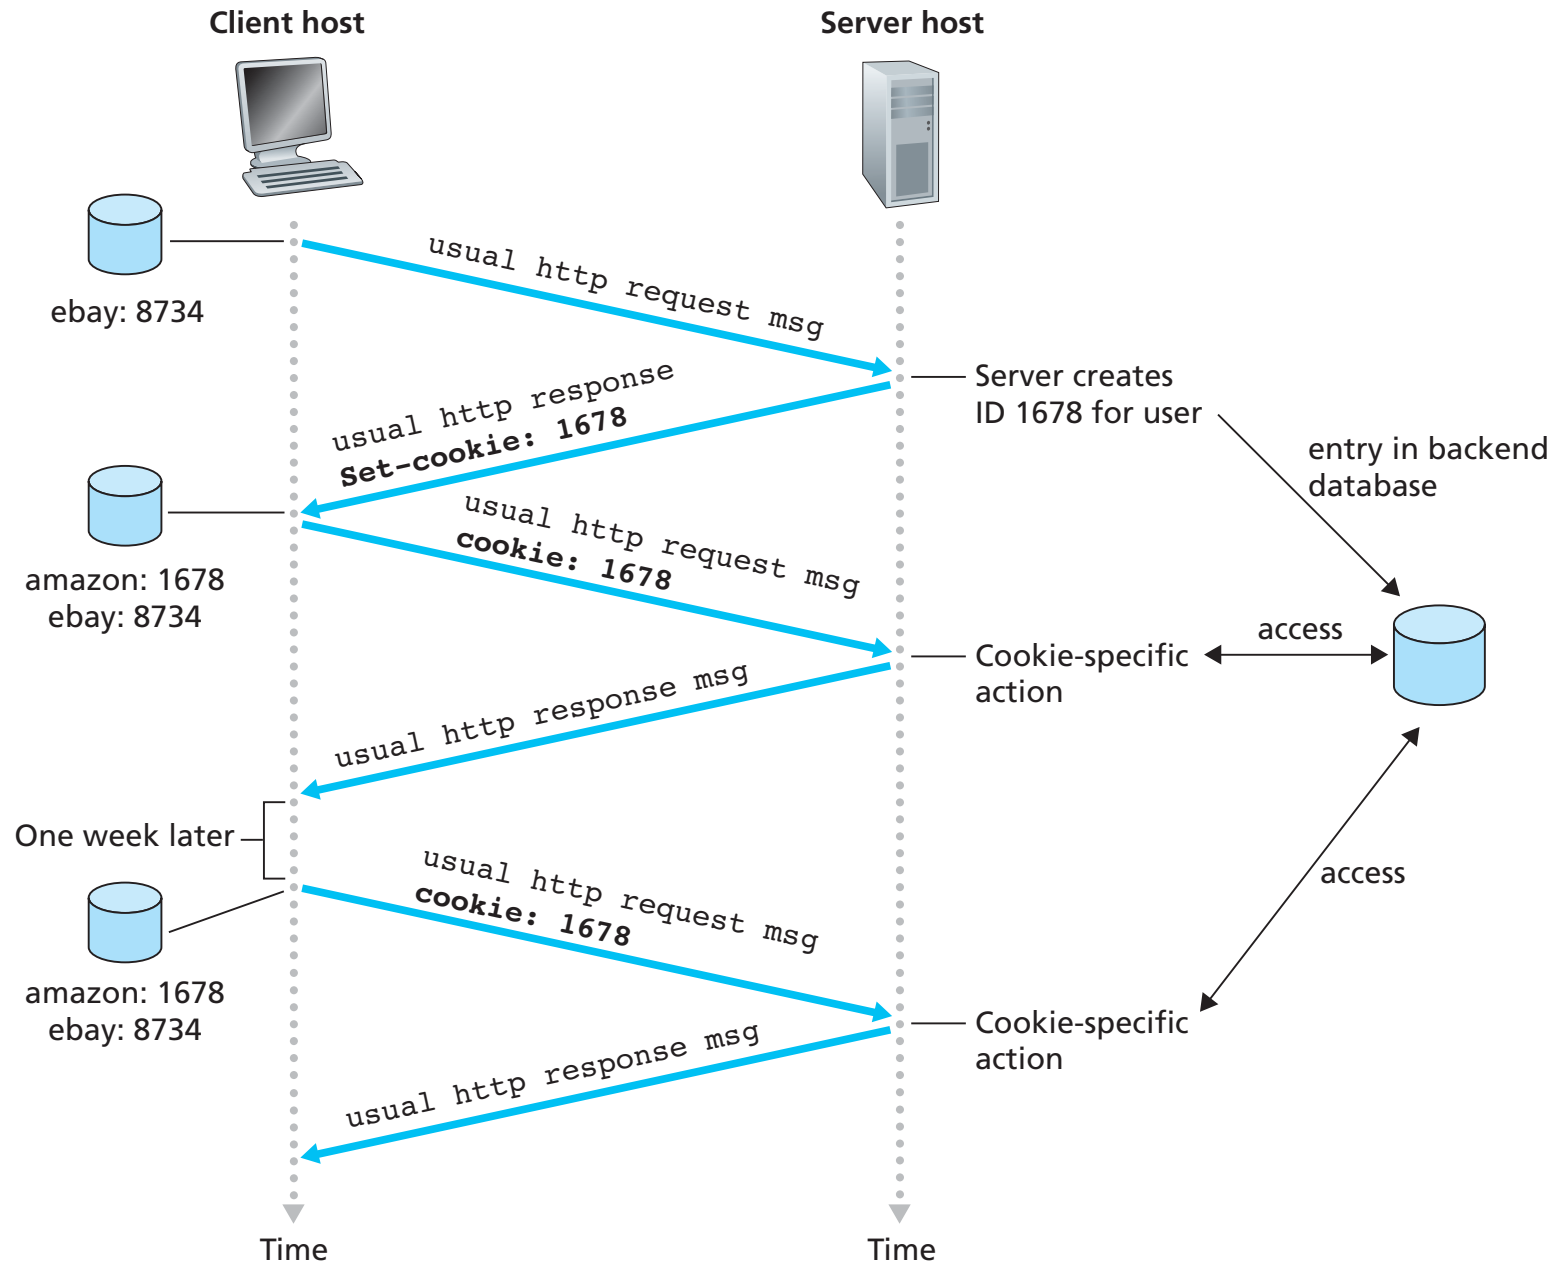 Client host
Server host
ebay: 8734
usual http request msg
Server creates
ID 1678 for user
entry in backend
database
usual http response
Set-cookie: 1678
amazon: 1678
ebay: 8734
usual http request msg
cookie: 1678
Cookie-specific
action
access
usual http response msg
One week later
access
usual http request msg
cookie: 1678
amazon: 1678
ebay: 8734
Cookie-specific
action
usual http response msg
Time
Time